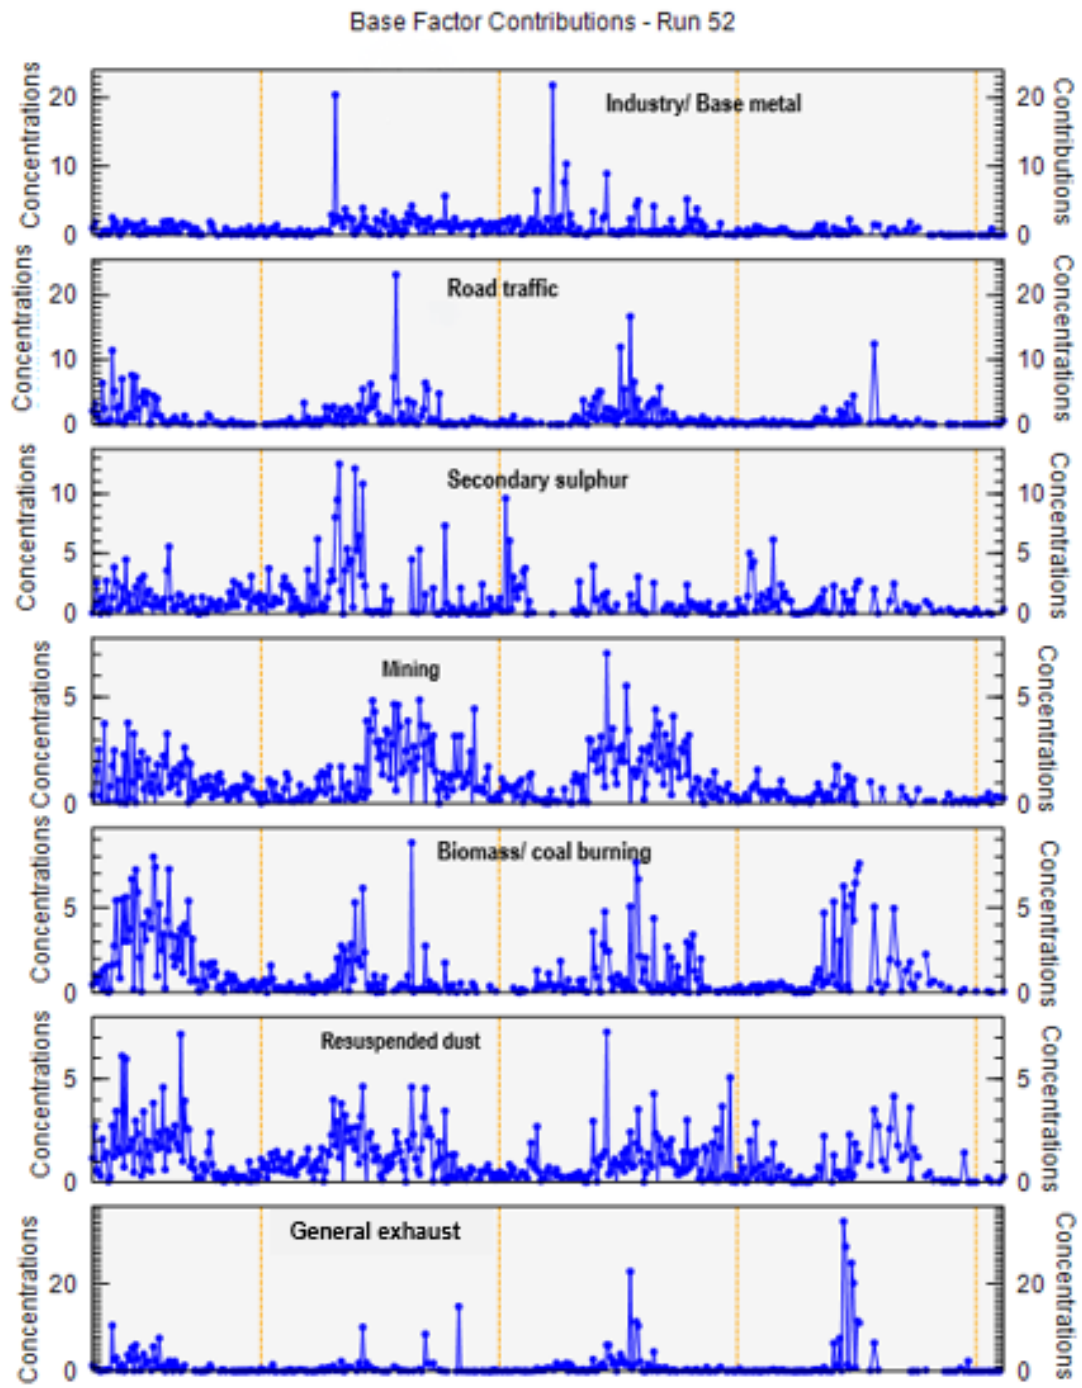 Base Factor Contributions - Run 52
Concentrations
20
10
0
Industry/ Base metal
20
10
0
Contributions
Concentrations
20
10
0
Road traffic
20
10
0
Concentrations
Concentrations
10
5
0
Secondary sulphur
10
5
0
Concentrations
Concentrations
5
0
Mining
5
0
Concentrations
Concentrations
5
0
Biomass/ coal burning
5
0
Concentrations
Concentrations
5
0
Resuspended dust
5
0
Concentrations
Concentrations
20
0
General exhaust
20
0
Concentrations